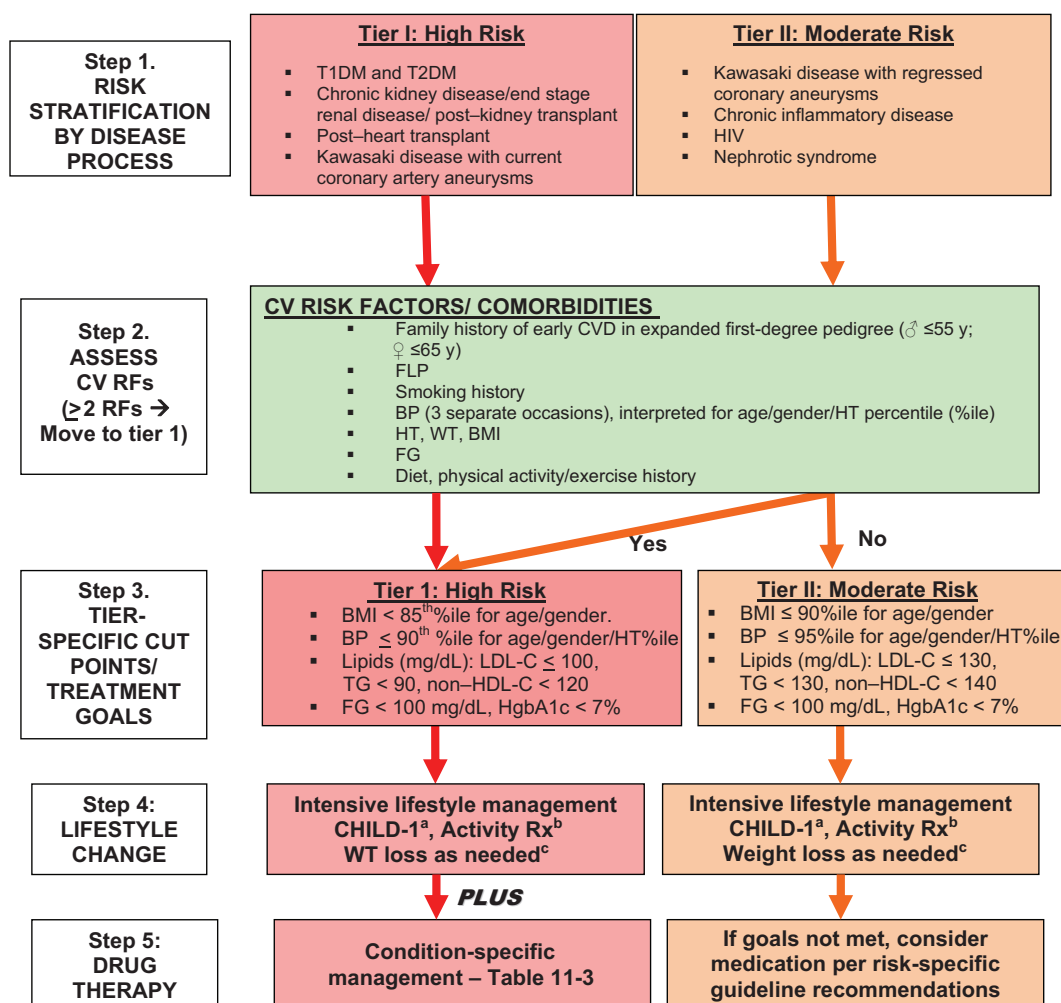 Step 1.
RISK
STRATIFICATION
BY DISEASE
PROCESS
Tier I: High Risk
▪ T1DM and T2DM
▪ Chronic kidney disease/end stage
renal disease/ post–kidney transplant
▪ Post–heart transplant
▪ Kawasaki disease with current
coronary artery aneurysms
Tier II: Moderate Risk
▪ Kawasaki disease with regressed
coronary aneurysms
▪ Chronic inflammatory disease
▪ HIV
▪ Nephrotic syndrome
Step 2.
ASSESS
CV RFs
(≥2 RFs →
Move to tier 1)
CV RISK FACTORS/ COMORBIDITIES
▪ Family history of early CVD in expanded first-degree pedigree (♂ ≤55 y;
♀ ≤65 y)
▪ FLP
▪ Smoking history
▪ BP (3 separate occasions), interpreted for age/gender/HT percentile (%ile)
▪ HT, WT, BMI
▪ FG
▪ Diet, physical activity/exercise history
Yes
No
Step 3.
TIER-
SPECIFIC CUT
POINTS/
TREATMENT
GOALS
Tier 1: High Risk
▪ BMI < 85th%ile for age/gender.
▪ BP ≤ 90th %ile for age/gender/HT%ile
▪ Lipids (mg/dL): LDL-C ≤ 100,
TG < 90, non–HDL-C < 120
▪ FG < 100 mg/dL, HgbA1c < 7%
Tier II: Moderate Risk
▪ BMI ≤ 90%ile for age/gender
▪ BP ≤ 95%ile for age/gender/HT%ile
▪ Lipids (mg/dL): LDL-C ≤ 130,
TG < 130, non–HDL-C < 140
▪ FG < 100 mg/dL, HgbA1c < 7%
Step 4:
LIFESTYLE
CHANGE
Intensive lifestyle management
CHILD-1a, Activity Rxb
WT loss as neededc
Intensive lifestyle management
CHILD-1a, Activity Rxb
Weight loss as neededc
PLUS
Step 5:
DRUG
THERAPY
Condition-specific
management – Table 11-3
If goals not met, consider
medication per risk-specific
guideline recommendations